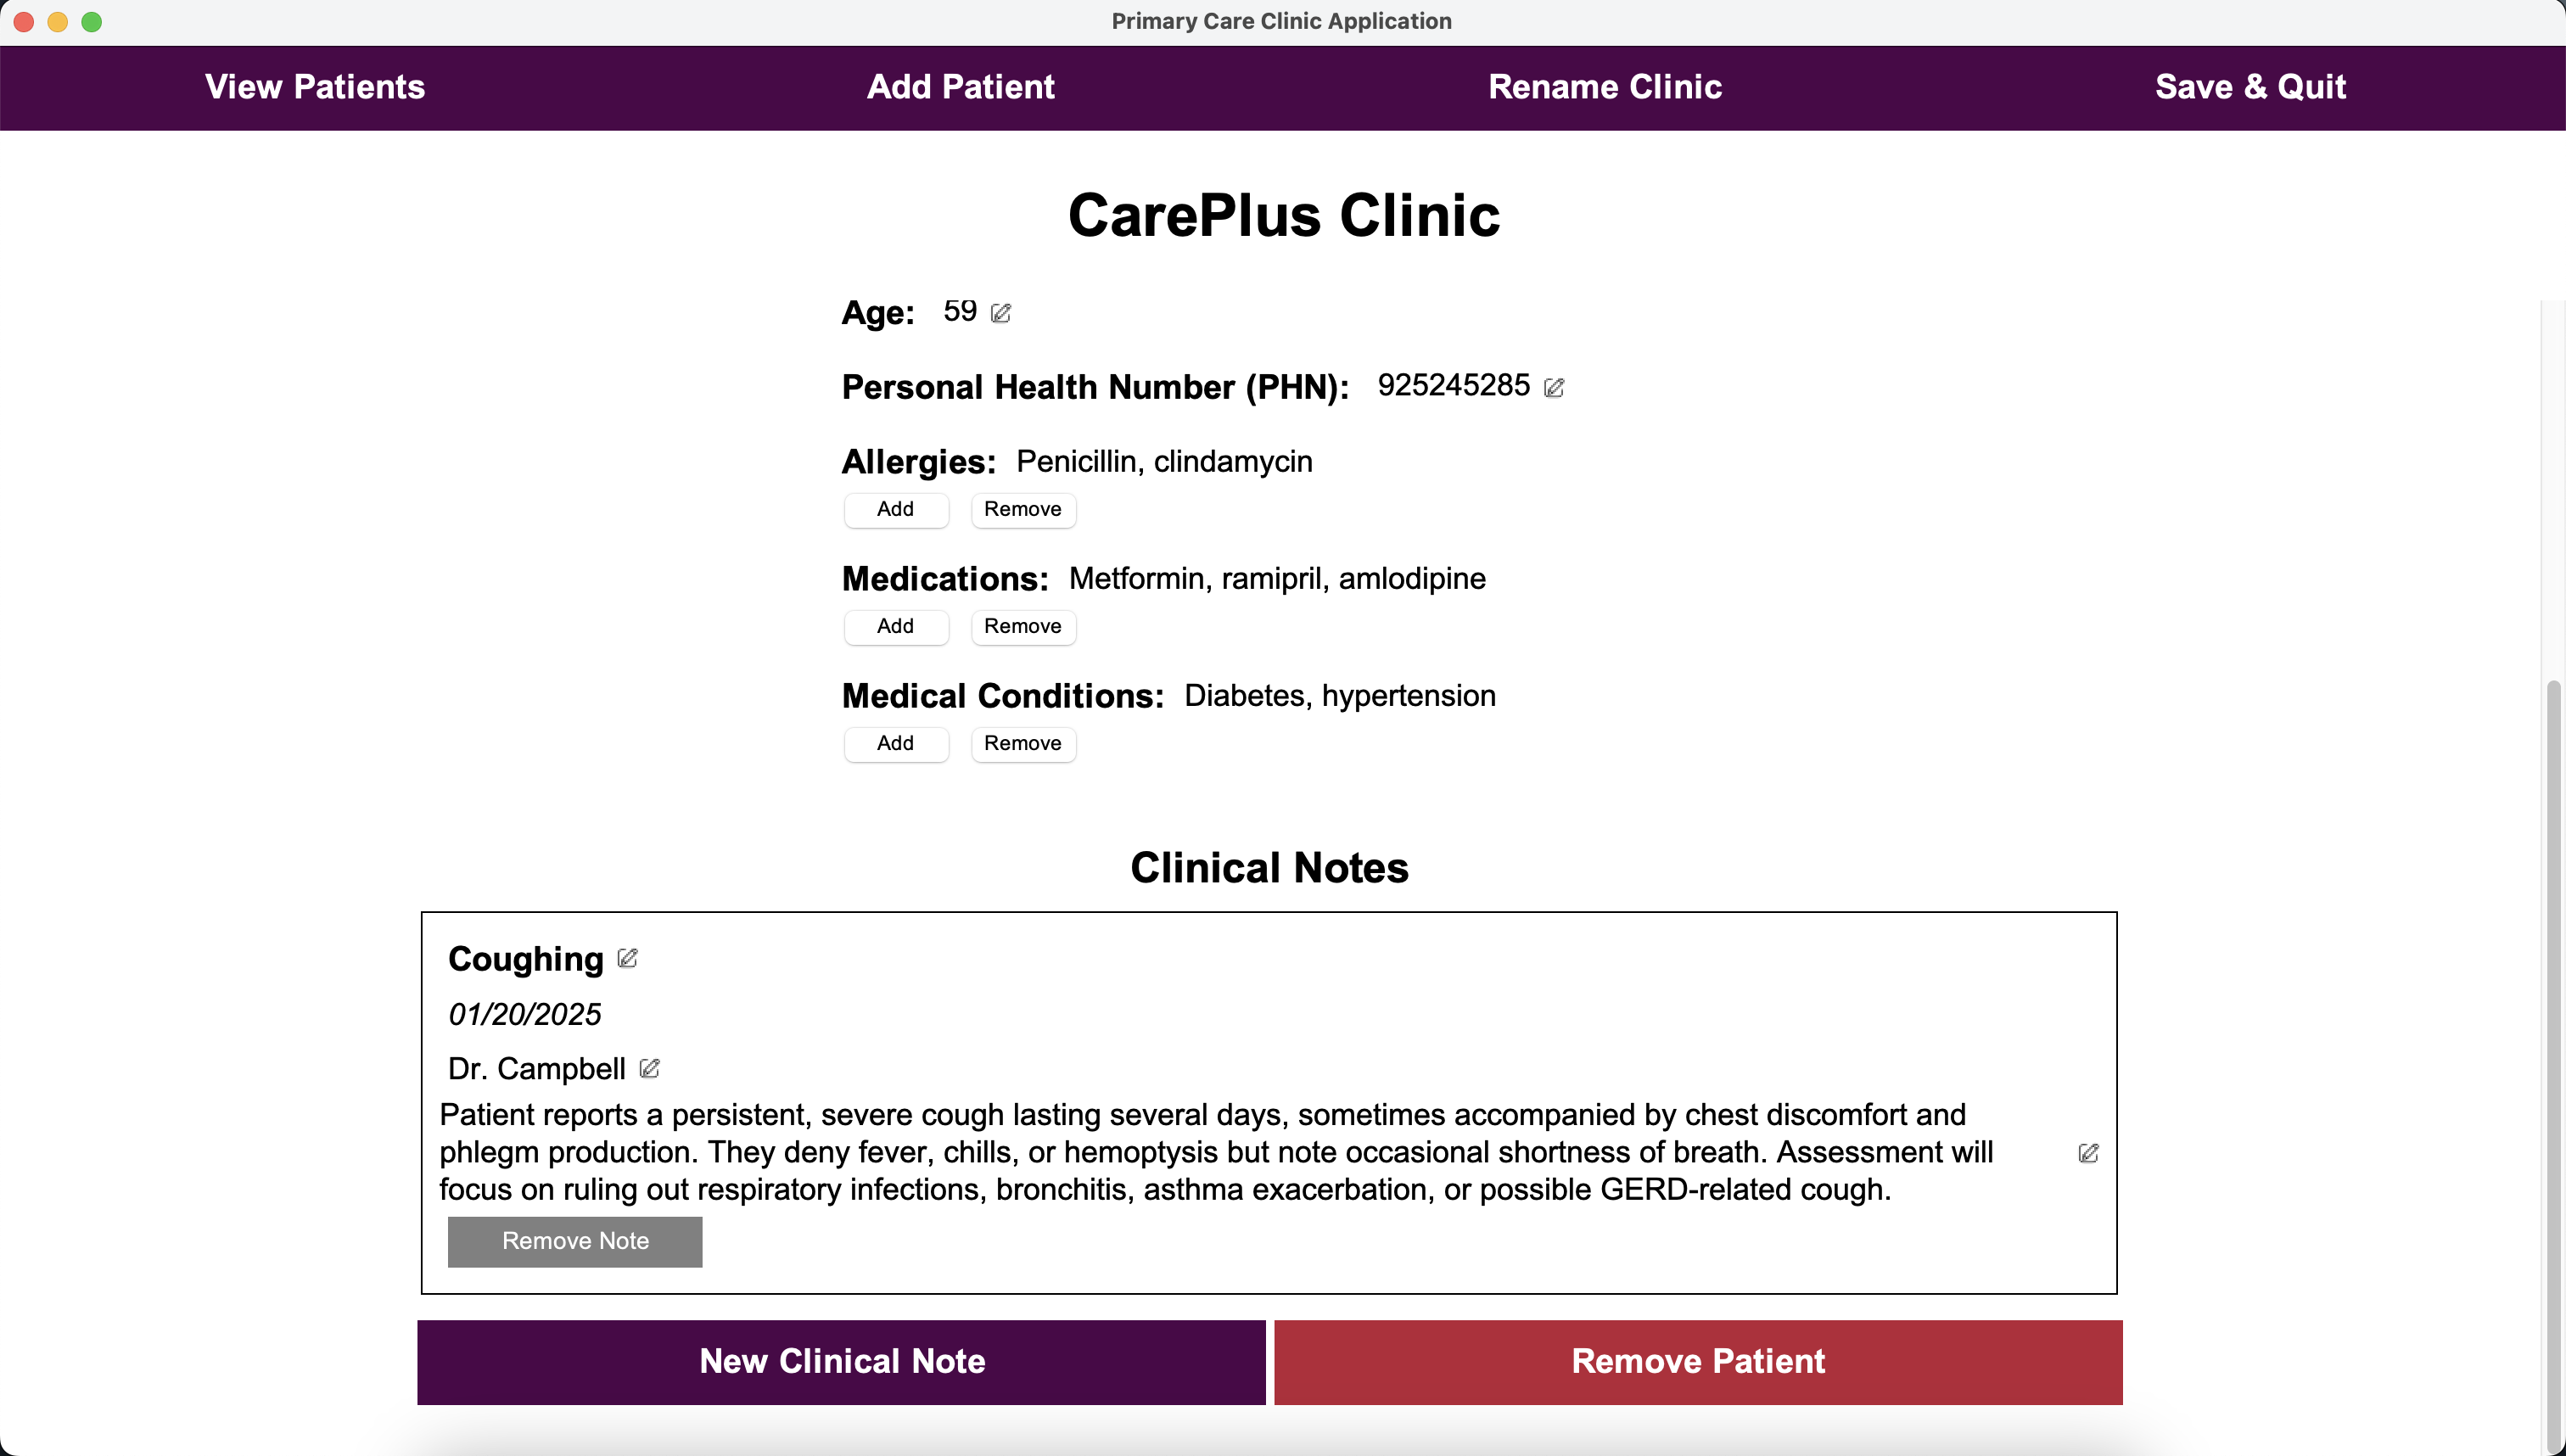 Primary Care Clinic Application
View Patients Add Patient Rename Clinic Save & Quit
CarePlus Clinic
Age: 59
Personal Health Number (PHN): 925245285
Allergies: Penicillin, clindamycin
Add Remove
Medications: Metformin, ramipril, amlodipine
Add Remove
Medical Conditions: Diabetes, hypertension
Add Remove
Clinical Notes
Coughing
01/20/2025
Dr. Campbell
Patient reports a persistent, severe cough lasting several days, sometimes accompanied by chest discomfort and
phlegm production. They deny fever, chills, or hemoptysis but note occasional shortness of breath. Assessment will
focus on ruling out respiratory infections, bronchitis, asthma exacerbation, or possible GERD-related cough.
Remove Note
New Clinical Note Remove Patient